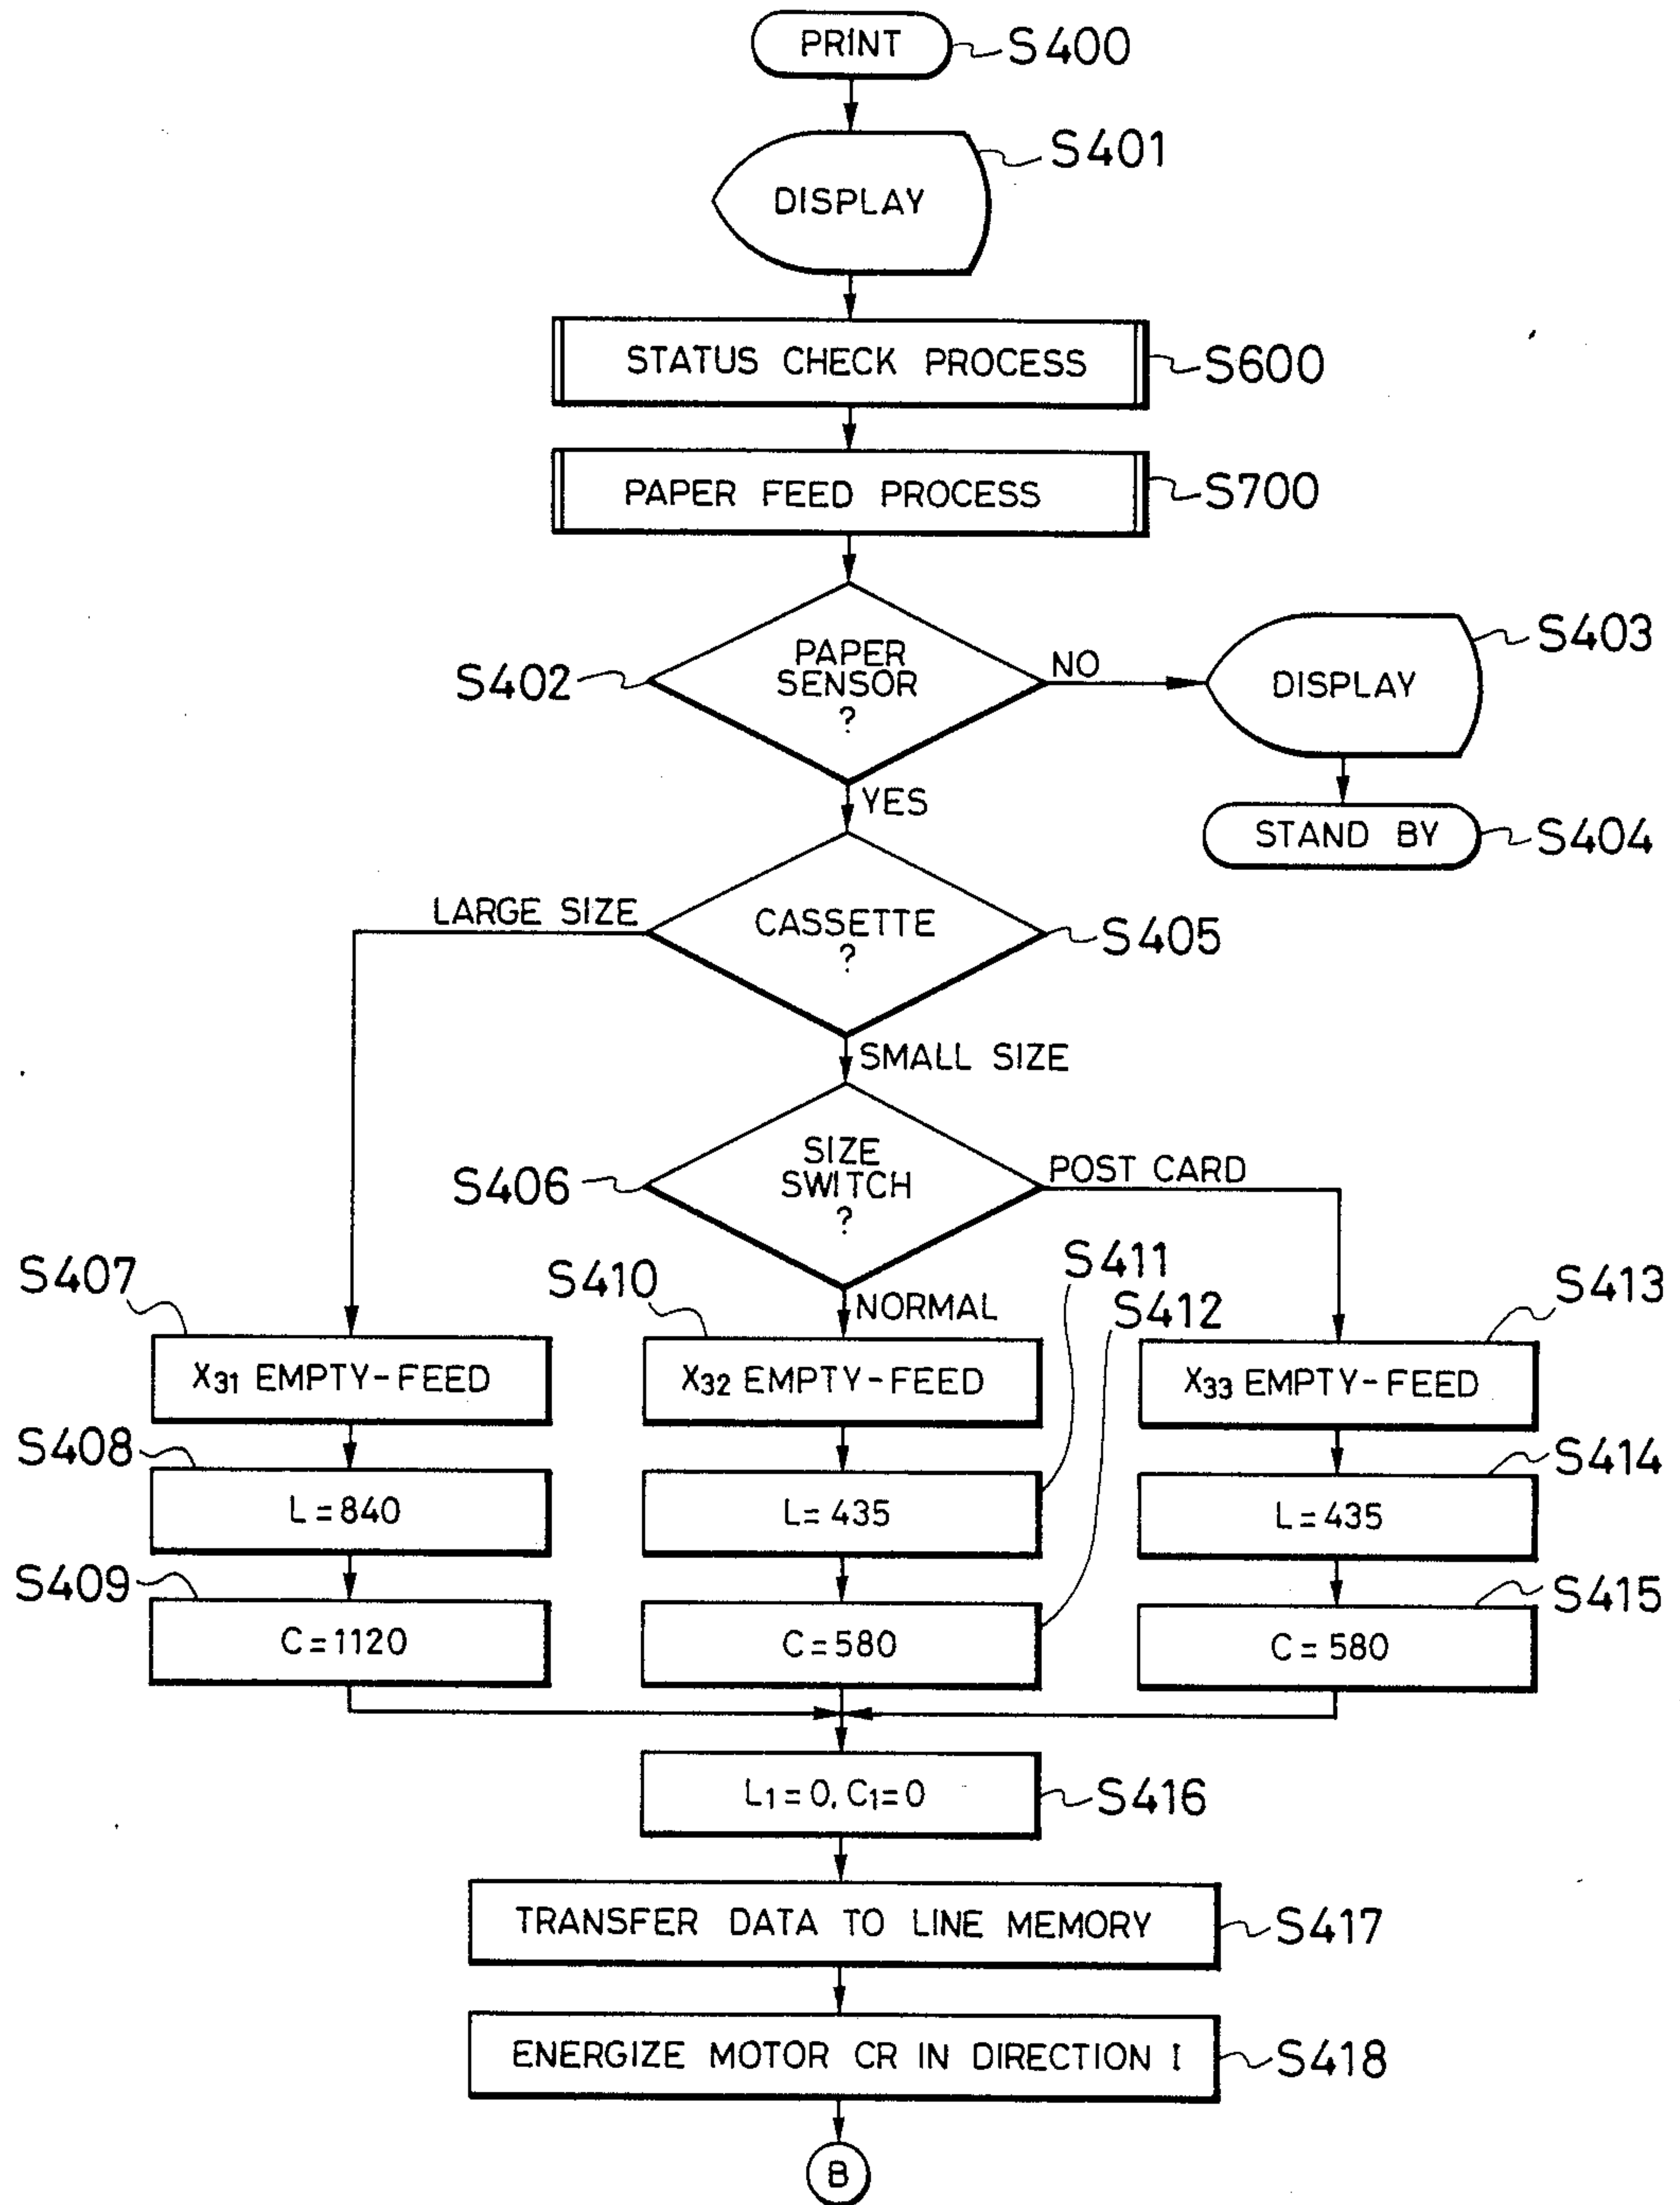 PRINT
S400
S401
DISPLAY
STATUS CHECK PROCESS
S600
PAPER FEED PROCESS
S700
S402
PAPER
SENSOR
?
NO
S403
DISPLAY
YES
STAND BY
S404
LARGE SIZE
CASSETTE
?
S405
SMALL SIZE
S406
SIZE
SWITCH
?
POST CARD
S407
S410
NORMAL
S411
S412
S413
X31 EMPTY-FEED
X32 EMPTY-FEED
X33 EMPTY-FEED
S408
S414
L=840
L=435
L=435
S409
S415
C=1120
C=580
C=580
L1=0, C1=0
S416
TRANSFER DATA TO LINE MEMORY
S417
ENERGIZE MOTOR CR IN DIRECTION I
S418
B